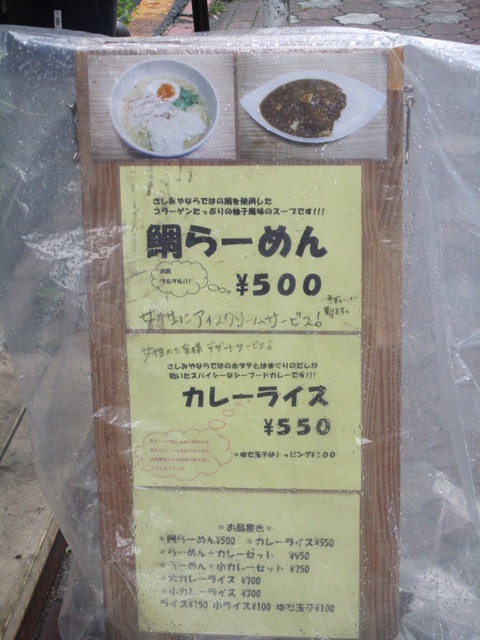 さしみやならではの鯛を使用した
コラーゲンたっぷりの柚子風味のスープです!!!
鯛らーめん
お肌
ツルツル!!!
¥500
女性にアイスクリームサービス!
女性のお客様 デザートサービス!
さしみやならではのホタテとはまぐりのだしが
効いたスパイシーなシーフードカレーです!!!
カレーライス
¥550
※ゆで玉子トッピング¥100
※お品書き※
※鯛らーめん¥500 ※カレーライス¥550
※らーめん+カレーセット ¥950
※らーめん+小カレーセット ¥750
※大カレーライス ¥700
※小カレーライス ¥300
ライス¥150 小ライス¥100 ゆで玉子¥100